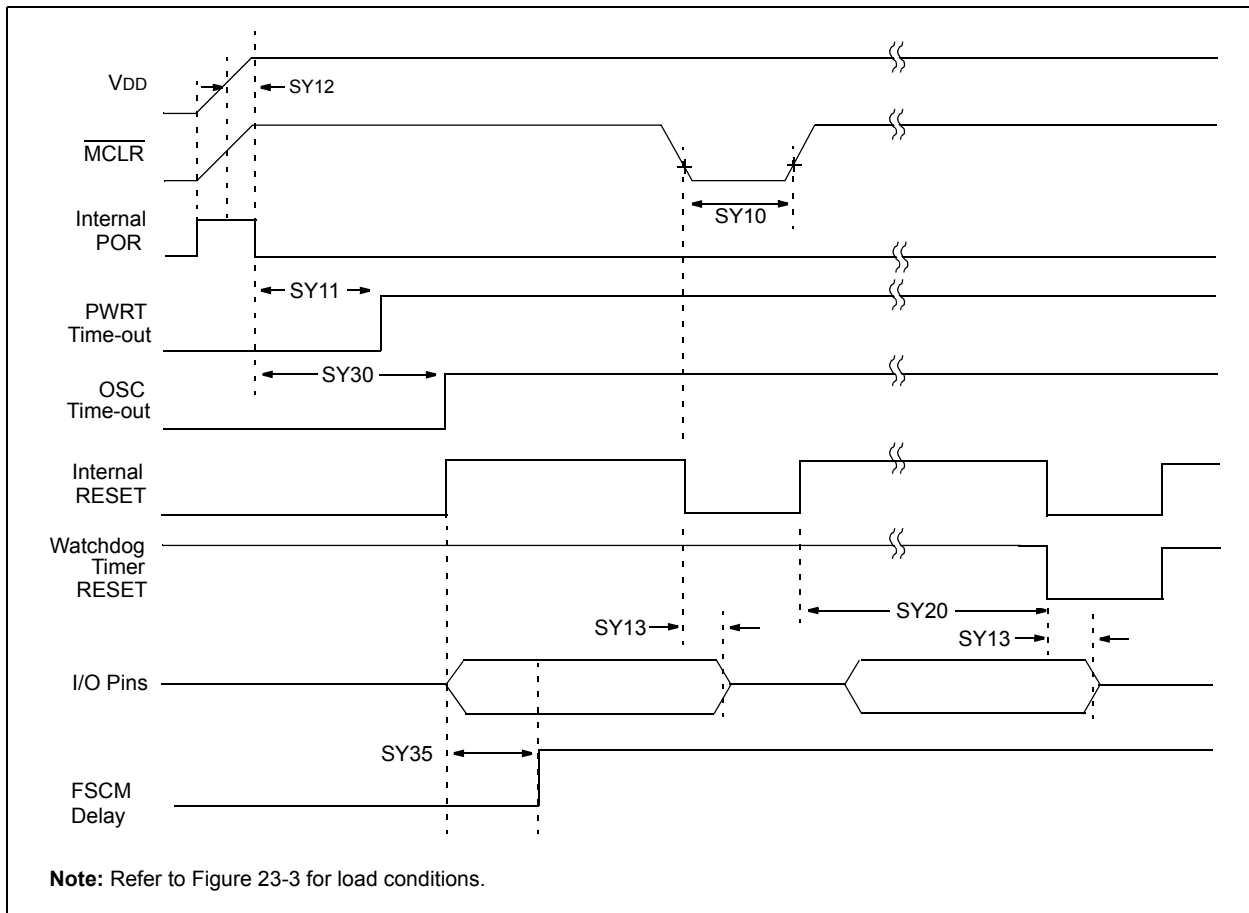 VDD
SY12
MCLR
SY10
Internal
POR
SY11
PWRT
Time-out
SY30
OSC
Time-out
Internal
RESET
Watchdog
Timer
RESET
SY20
SY13
SY13
I/O Pins
SY35
FSCM
Delay
Note: Refer to Figure 23-3 for load conditions.